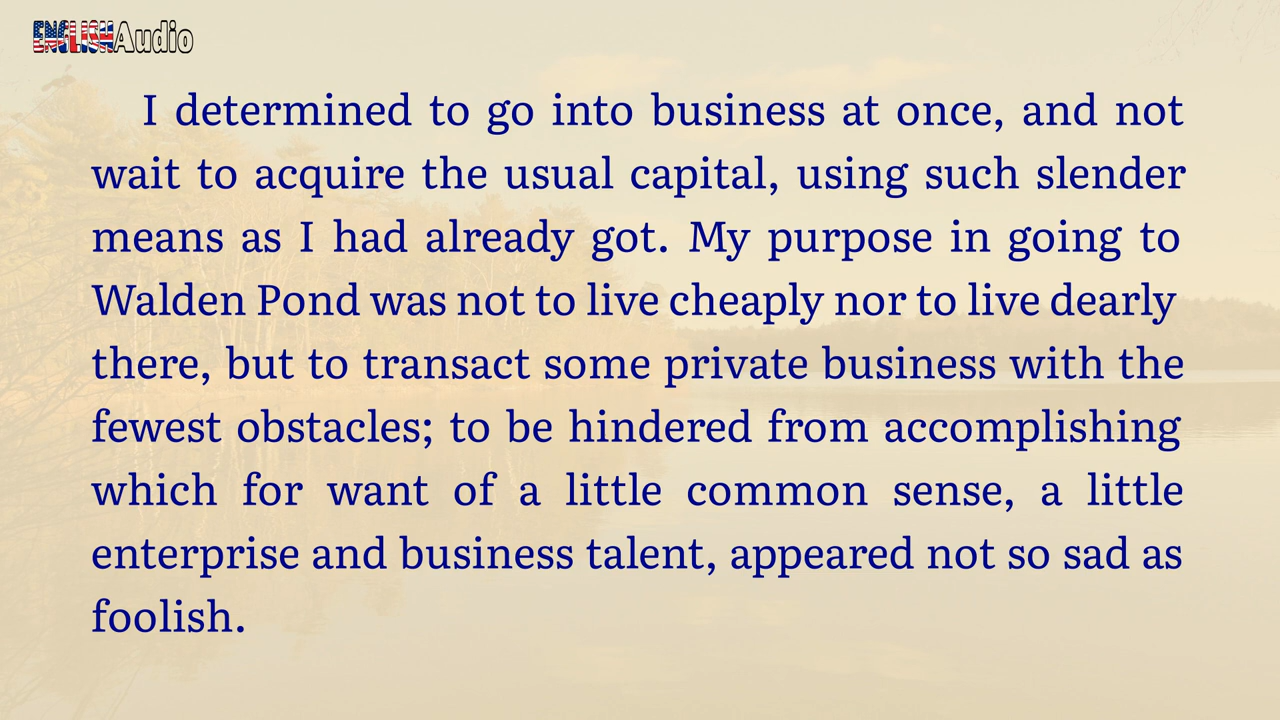 ENGLISHAudio
I determined to go into business at once, and not
wait to acquire the usual capital, using such slender
means as I had already got. My purpose in going to
Walden Pond was not to live cheaply nor to live dearly
there, but to transact some private business with the
fewest obstacles; to be hindered from accomplishing
which for want of a little common sense, a little
enterprise and business talent, appeared not so sad as
foolish.